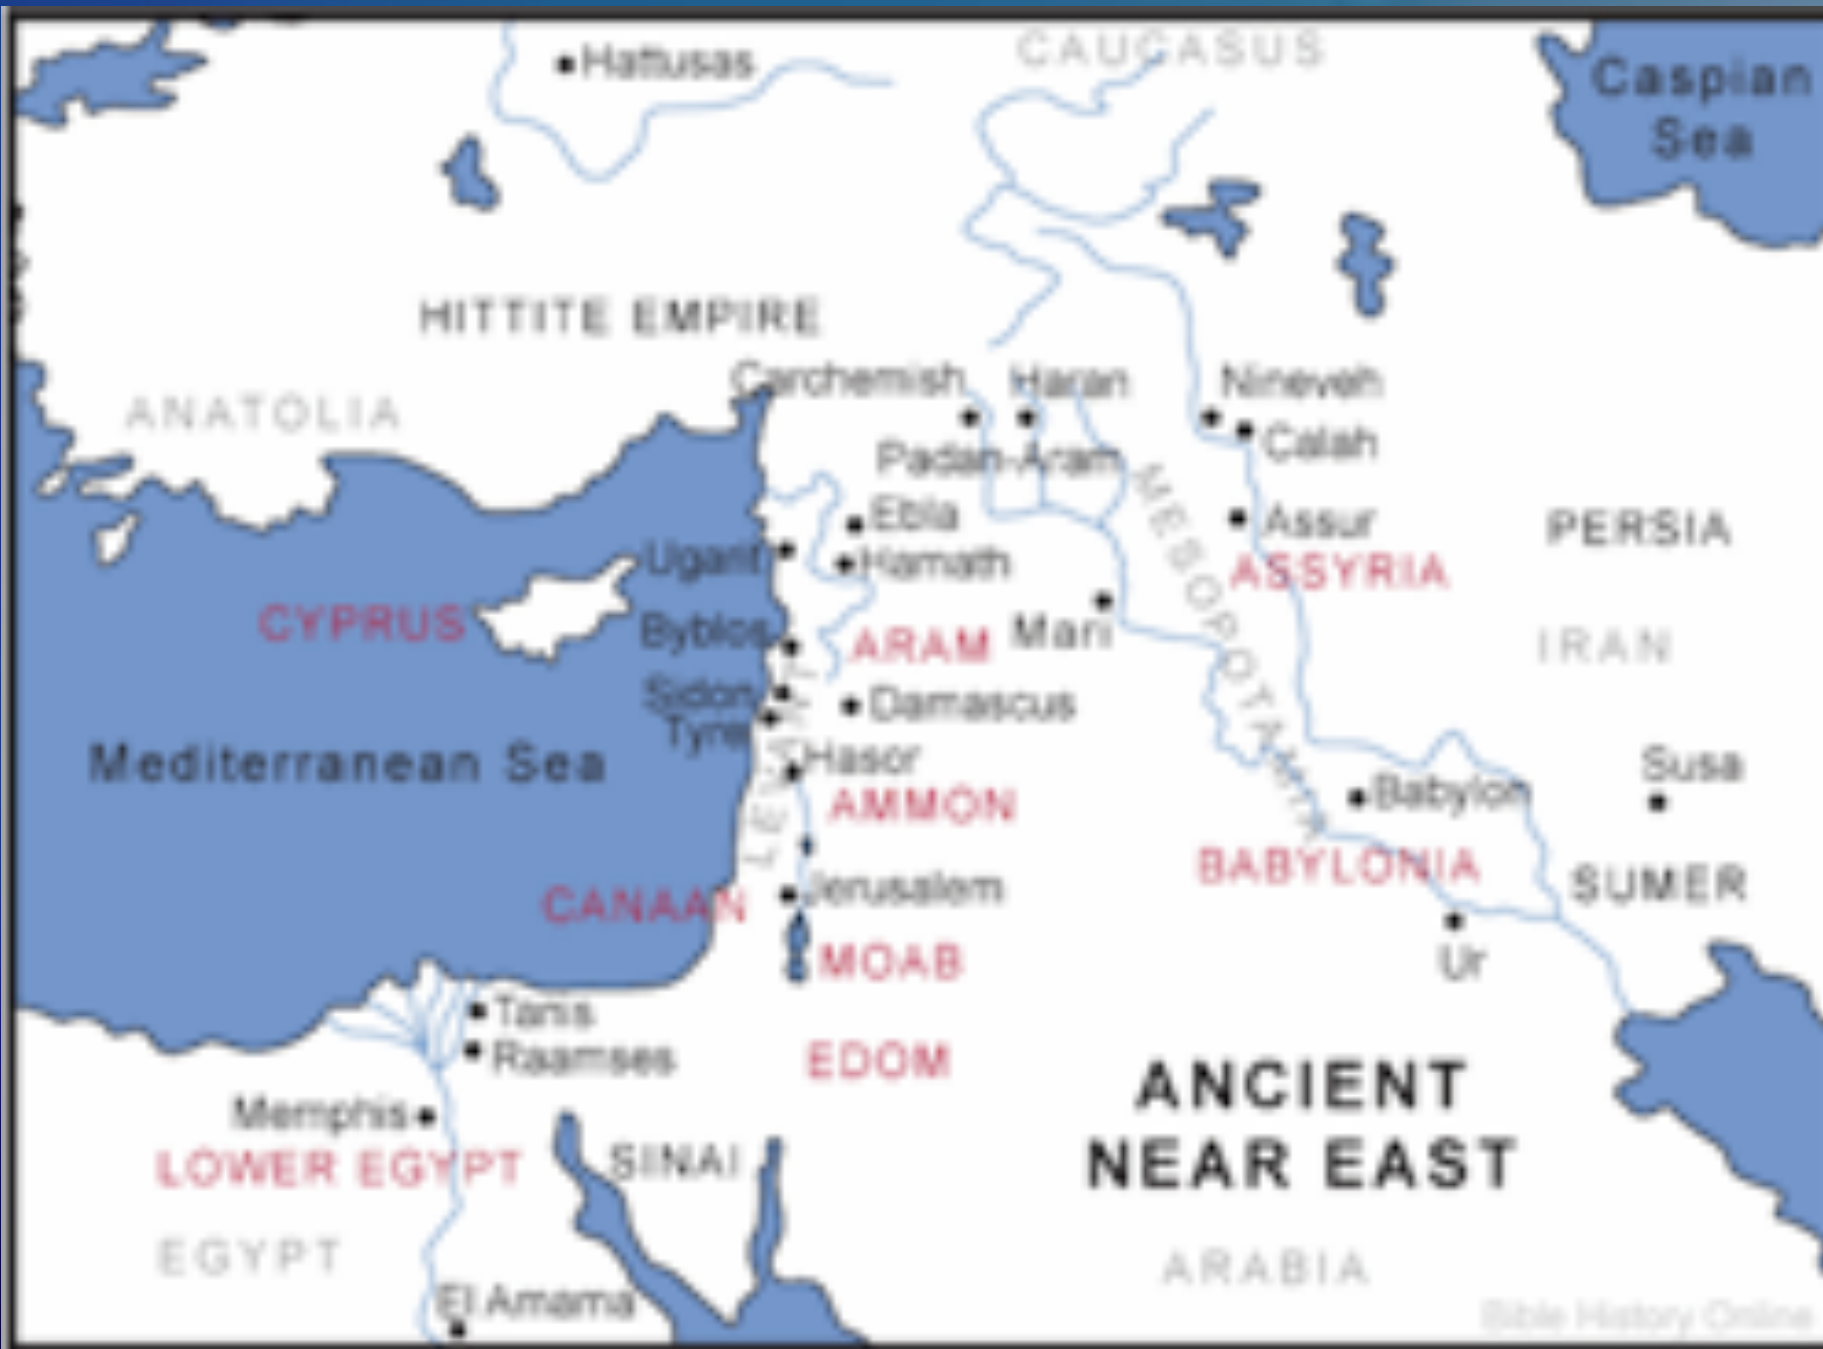 Hattusas
CAUCASUS
Caspian
Sea
HITTITE EMPIRE
ANATOLIA
Carchemish
Haran
Nineveh
Calah
Padan-Aram
MESOPOTAMIA
Ebla
Assur
PERSIA
Ugarit
Hamath
ASSYRIA
CYPRUS
Byblos
ARAM
Mari
IRAN
Sidon
Damascus
Tyre
LEVANT
Mediterranean Sea
Hasor
Susa
AMMON
Babylon
BABYLONIA
SUMER
CANAAN
Jerusalem
MOAB
Ur
Tanis
Raamses
EDOM
ANCIENT
NEAR EAST
Memphis
LOWER EGYPT
SINAI
EGYPT
ARABIA
El Amarna
Bible History Online